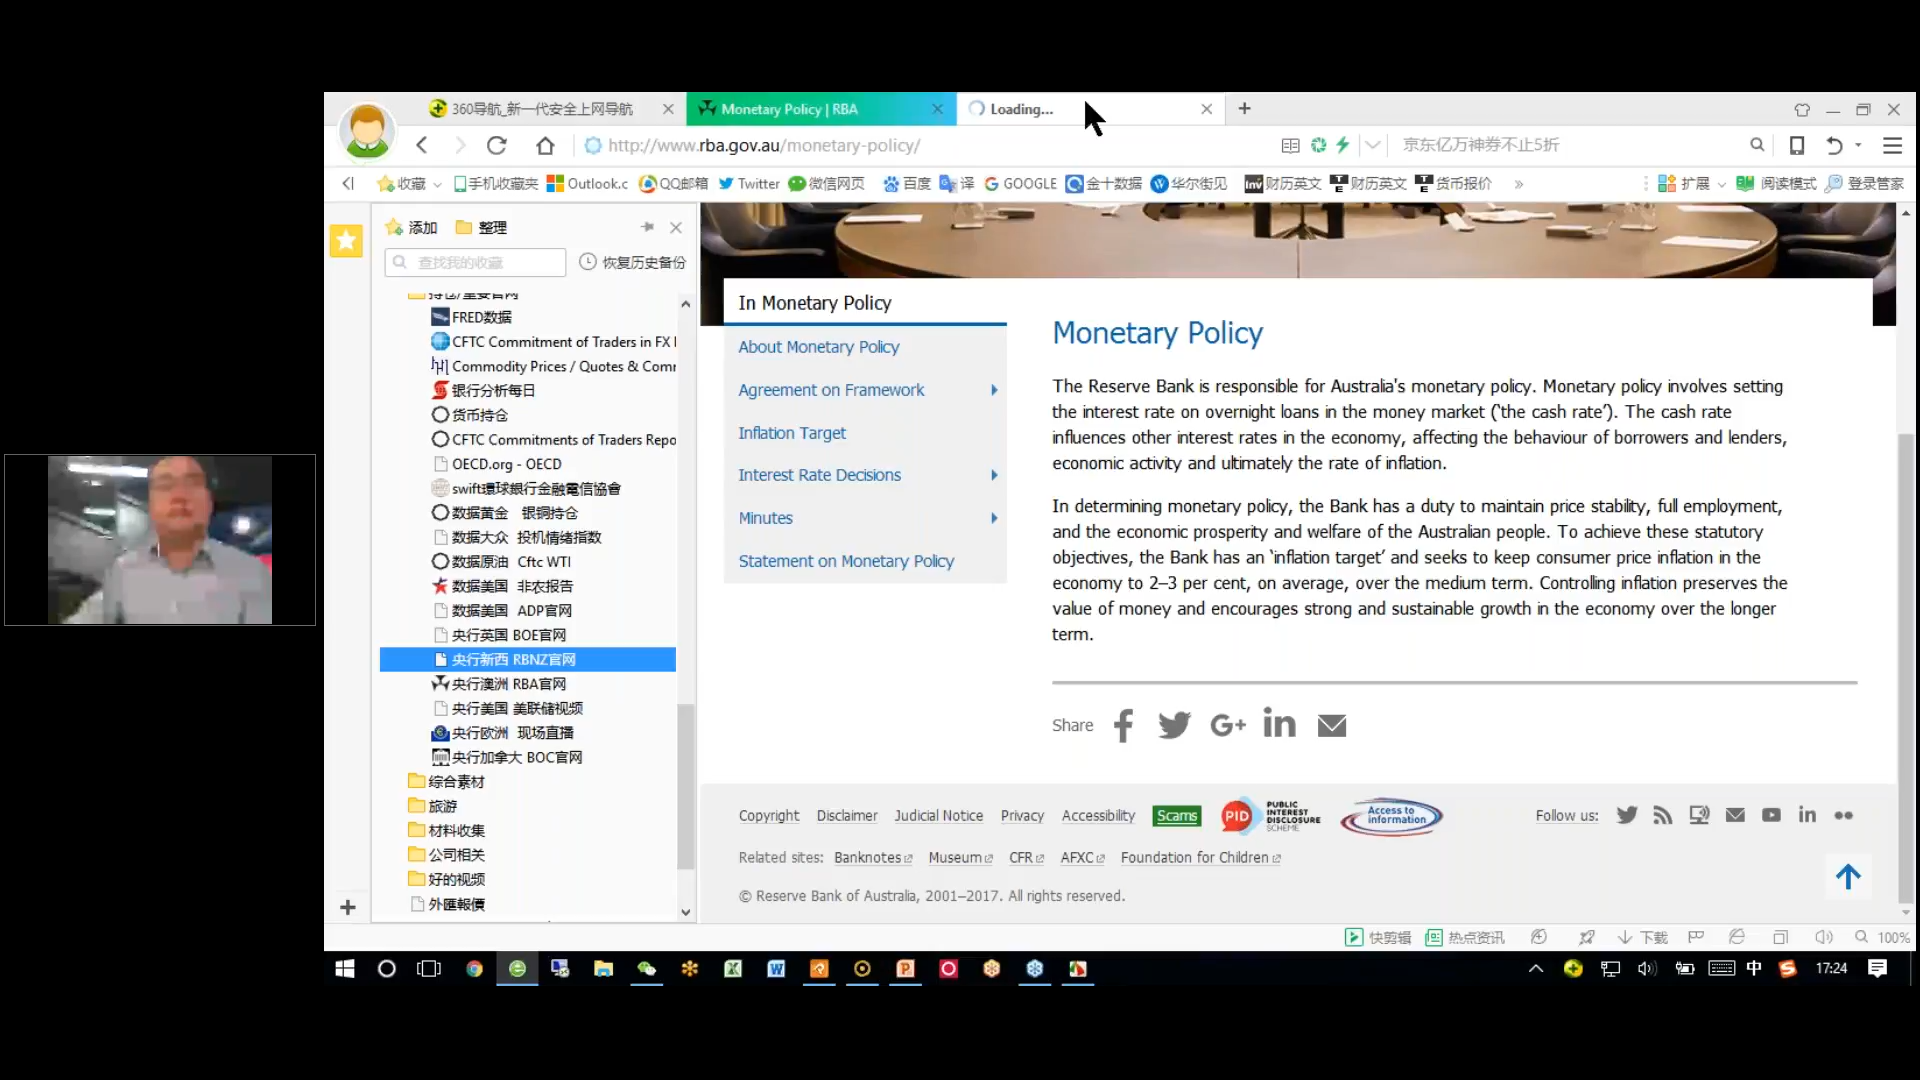 360导航_新一代安全上网导航
Monetary Policy | RBA
Loading...
http://www.rba.gov.au/monetary-policy/
京东亿万神券不止5折
收藏
手机收藏夹
Outlook.c
QQ邮箱
Twitter
微信网页
百度
译
GOOGLE
金十数据
华尔街见
财历英文
财历英文
货币报价
扩展
阅读模式
登录管家
添加
整理
查找我的收藏
恢复历史备份
FRED数据
CFTC Commitment of Traders in FX
Commodity Prices / Quotes & Com
银行分析每日
货币持仓
CFTC Commitments of Traders Repo
OECD.org - OECD
swift環球銀行金融電信協會
数据黄金 银铜持仓
数据大众 投机情绪指数
数据原油 Cftc WTI
数据美国 非农报告
数据美国 ADP官网
央行英国 BOE官网
央行新西 RBNZ官网
央行澳洲 RBA官网
央行美国 美联储视频
央行欧洲 现场直播
央行加拿大 BOC官网
综合素材
旅游
材料收集
公司相关
好的视频
外匯報價
In Monetary Policy
About Monetary Policy
Agreement on Framework
Inflation Target
Interest Rate Decisions
Minutes
Statement on Monetary Policy
Monetary Policy
The Reserve Bank is responsible for Australia's monetary policy. Monetary policy involves setting
the interest rate on overnight loans in the money market (‘the cash rate’). The cash rate
influences other interest rates in the economy, affecting the behaviour of borrowers and lenders,
economic activity and ultimately the rate of inflation.
In determining monetary policy, the Bank has a duty to maintain price stability, full employment,
and the economic prosperity and welfare of the Australian people. To achieve these statutory
objectives, the Bank has an ‘inflation target’ and seeks to keep consumer price inflation in the
economy to 2–3 per cent, on average, over the medium term. Controlling inflation preserves the
value of money and encourages strong and sustainable growth in the economy over the longer
term.
Share
Copyright Disclaimer Judicial Notice Privacy Accessibility Scams
PID PUBLIC INTEREST DISCLOSURE SCHEME
Access to Information
Follow us:
Related sites: Banknotes Museum CFR AFXC Foundation for Children
© Reserve Bank of Australia, 2001–2017. All rights reserved.
快剪辑
热点资讯
下载
100%
中
17:24